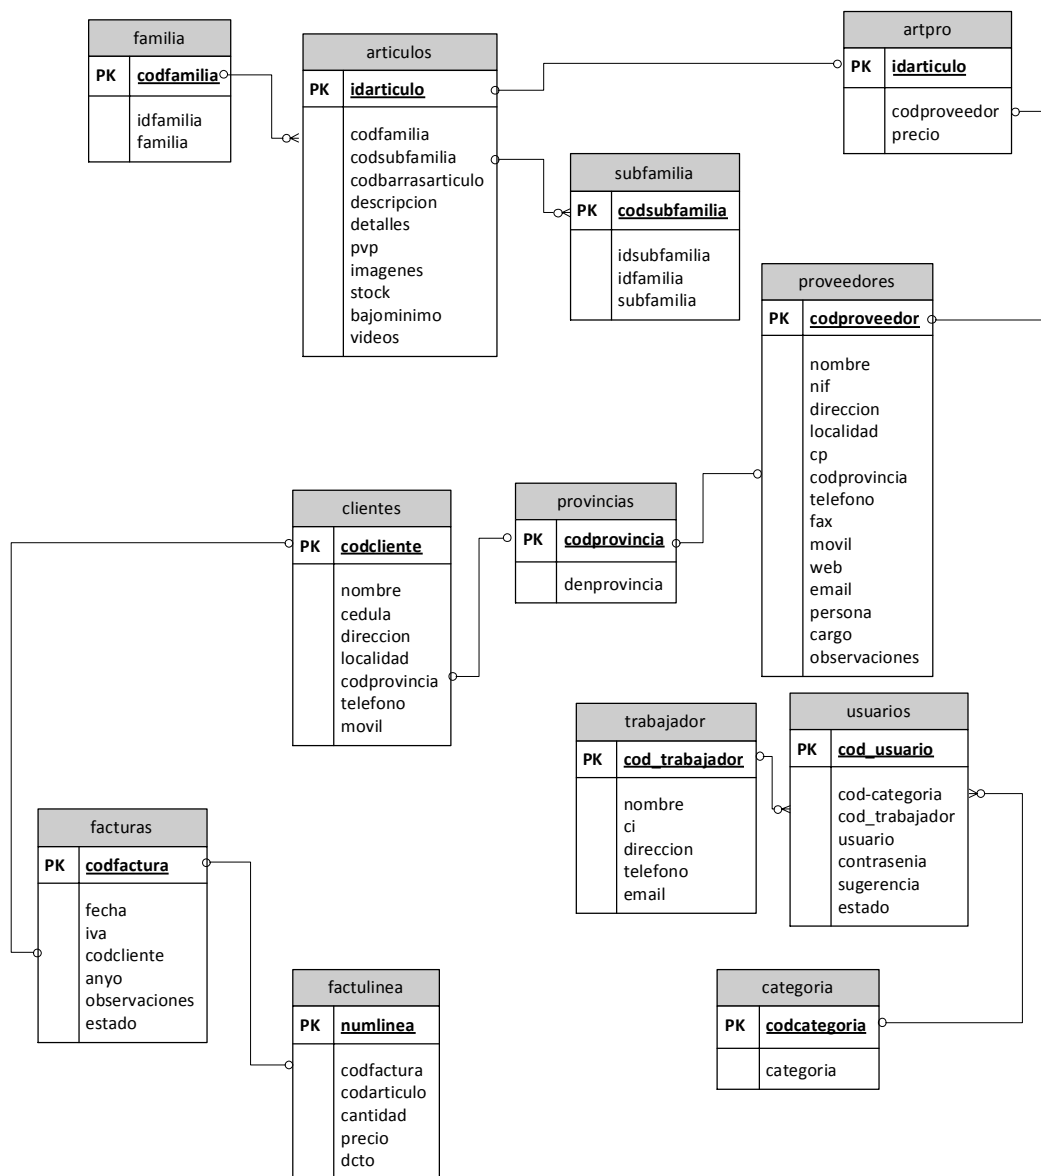 familia
PK codfamilia
idfamilia
familia
articulos
PK idarticulo
codfamilia
codsubfamilia
codbarrasarticulo
descripcion
detalles
pvp
imagenes
stock
bajominimo
videos
artpro
PK idarticulo
codproveedor
precio
subfamilia
PK codsubfamilia
idsubfamilia
idfamilia
subfamilia
proveedores
PK codproveedor
nombre
nif
direccion
localidad
cp
codprovincia
telefono
fax
movil
web
email
persona
cargo
observaciones
clientes
PK codcliente
nombre
cedula
direccion
localidad
codprovincia
telefono
movil
provincias
PK codprovincia
denprovincia
trabajador
PK cod_trabajador
nombre
ci
direccion
telefono
email
usuarios
PK cod_usuario
cod-categoria
cod_trabajador
usuario
contrasenia
sugerencia
estado
facturas
PK codfactura
fecha
iva
codcliente
anyo
observaciones
estado
factulinea
PK numlinea
codfactura
codarticulo
cantidad
precio
dcto
categoria
PK codcategoria
categoria